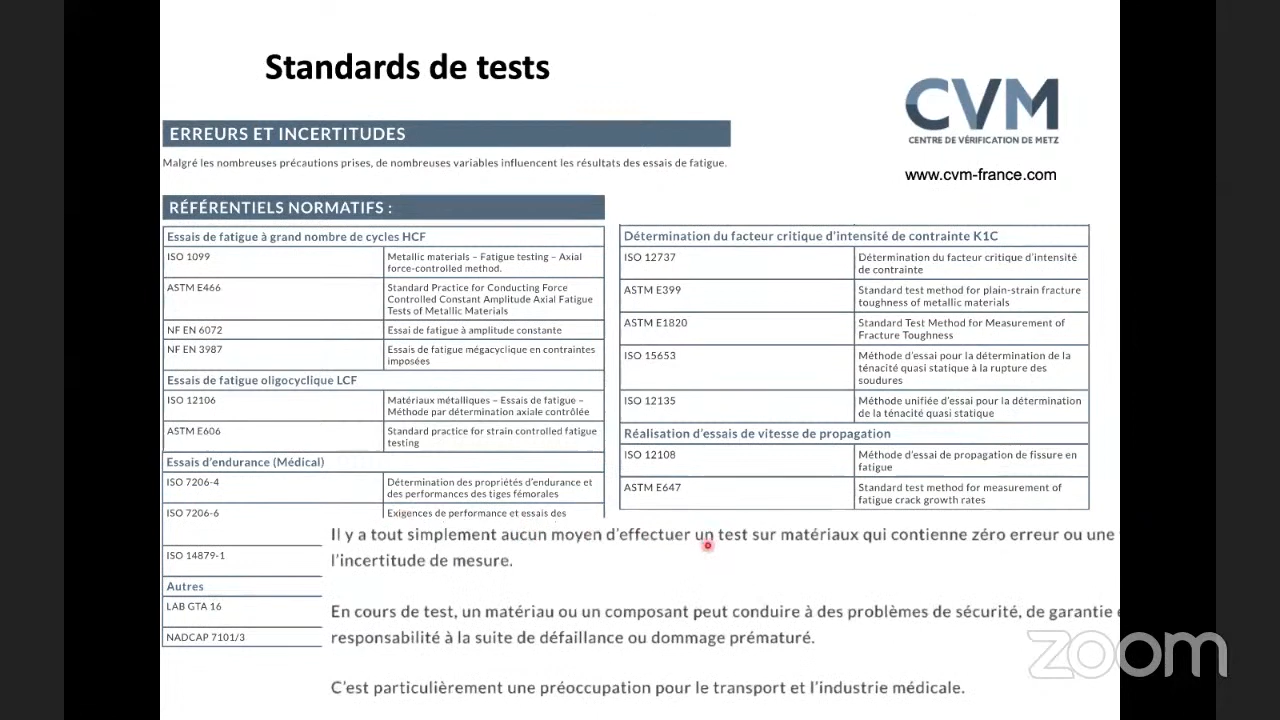 Standards de tests
CVM
CENTRE DE VÉRIFICATION DE METZ
www.cvm-france.com
ERREURS ET INCERTITUDES
Malgré les nombreuses précautions prises, de nombreuses variables influencent les résultats des essais de fatigue.
RÉFÉRENTIELS NORMATIFS :
Essais de fatigue à grand nombre de cycles HCF
ISO 1099
Metallic materials – Fatigue testing – Axial
force-controlled method.
ASTM E466
Standard Practice for Conducting Force
Controlled Constant Amplitude Axial Fatigue
Tests of Metallic Materials
NF EN 6072
Essai de fatigue à amplitude constante
NF EN 3987
Essais de fatigue mégacyclique en contraintes
imposées
Essais de fatigue oligocyclique LCF
ISO 12106
Matériaux métalliques – Essais de fatigue –
Méthode par détermination axiale contrôlée
ASTM E606
Standard practice for strain controlled fatigue
testing
Essais d'endurance (Médical)
ISO 7206-4
Détermination des propriétés d'endurance et
des performances des tiges fémorales
ISO 7206-6
Exigences de performance et essais des
ISO 14879-1
Autres
LAB GTA 16
NADCAP 7101/3
Détermination du facteur critique d'intensité de contrainte K1C
ISO 12737
Détermination du facteur critique d'intensité
de contrainte
ASTM E399
Standard test method for plain-strain fracture
toughness of metallic materials
ASTM E1820
Standard Test Method for Measurement of
Fracture Toughness
ISO 15653
Méthode d'essai pour la détermination de la
ténacité quasi statique à la rupture des
soudures
ISO 12135
Méthode unifiée d'essai pour la détermination
de la ténacité quasi statique
Réalisation d'essais de vitesse de propagation
ISO 12108
Méthode d'essai de propagation de fissure en
fatigue
ASTM E647
Standard test method for measurement of
fatigue crack growth rates
Il y a tout simplement aucun moyen d'effectuer un test sur matériaux qui contienne zéro erreur ou une
l'incertitude de mesure.
En cours de test, un matériau ou un composant peut conduire à des problèmes de sécurité, de garantie
responsabilité à la suite de défaillance ou dommage prématuré.
C'est particulièrement une préoccupation pour le transport et l'industrie médicale.
zoom